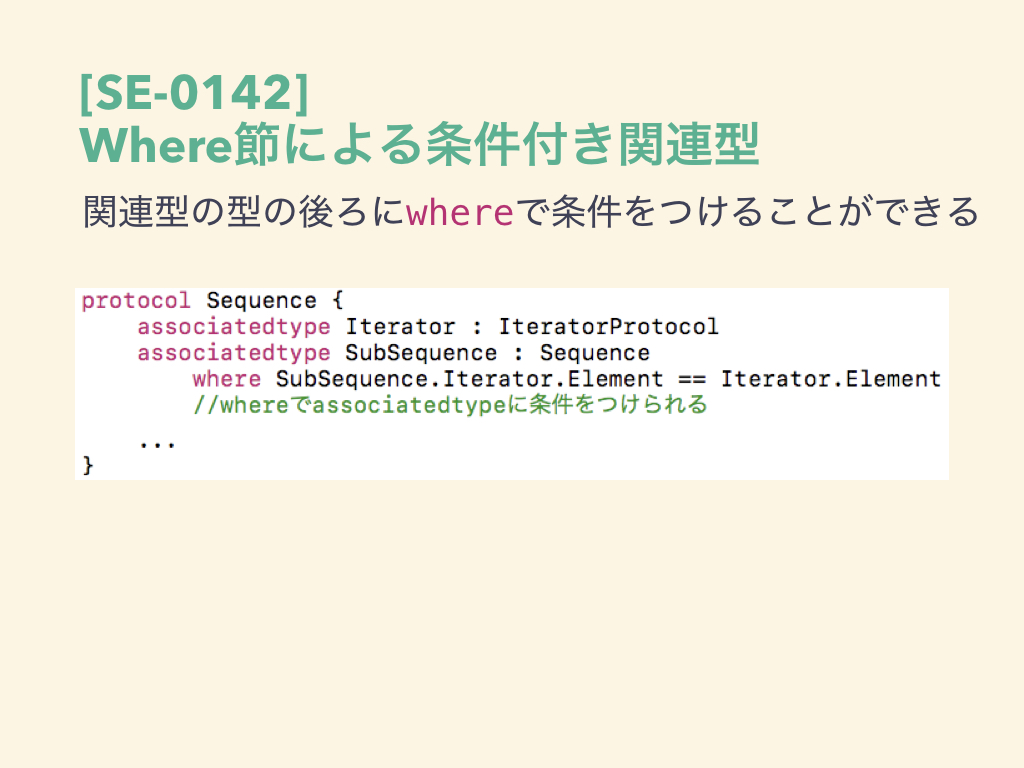 [SE-0142]
Where節による条件付き関連型
関連型の型の後ろにwhereで条件をつけることができる
protocol Sequence {
    associatedtype Iterator : IteratorProtocol
    associatedtype SubSequence : Sequence
        where SubSequence.Iterator.Element == Iterator.Element
        //whereでassociatedtypeに条件をつけられる
    ...
}